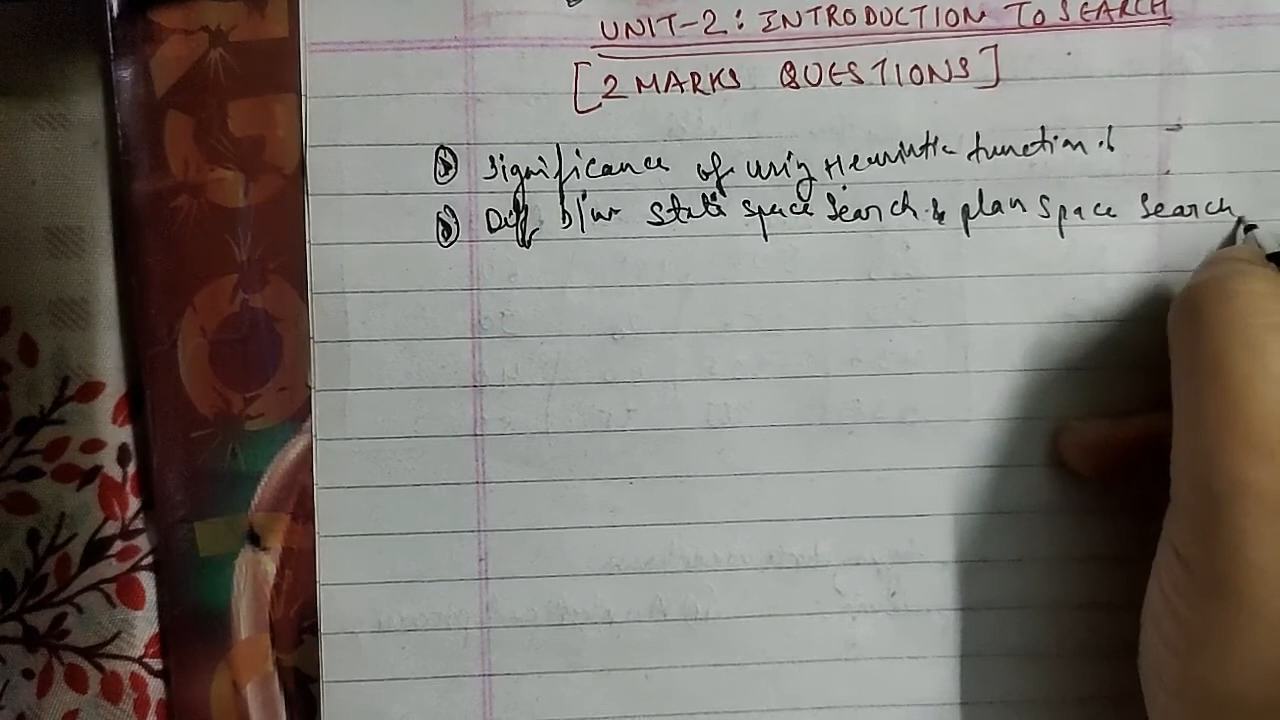 UNIT-2: INTRODUCTION TO SEARCH
[2 MARKS QUESTIONS]
Significance of using Heuristic function.
Diff b/w State space Search & plan space Search